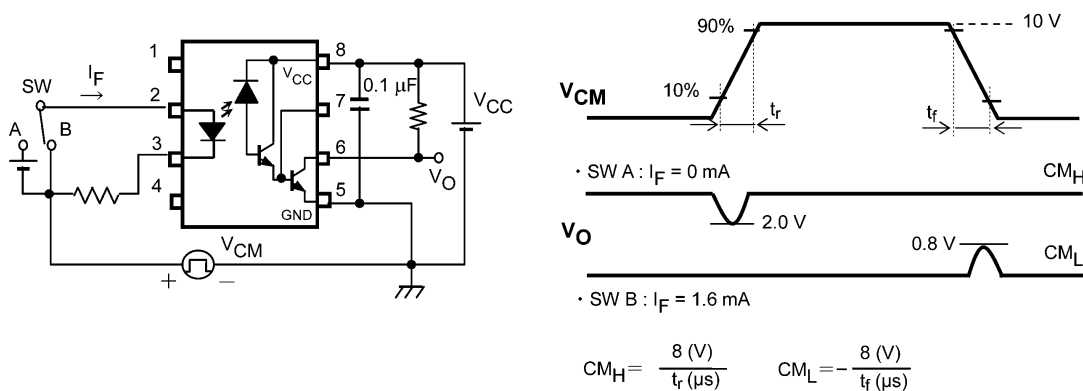 SW
I_F
A
B
1
2
3
4
8
7
6
5
V_CC
GND
0.1 μF
V_CC
V_O
V_CM
+
−
V_CM
90%
10%
10 V
t_r
t_f
・SW A : I_F = 0 mA
CM_H
V_O
2.0 V
0.8 V
CM_L
・SW B : I_F = 1.6 mA
CM_H = 8 (V) / t_r (μs)
CM_L = − 8 (V) / t_f (μs)